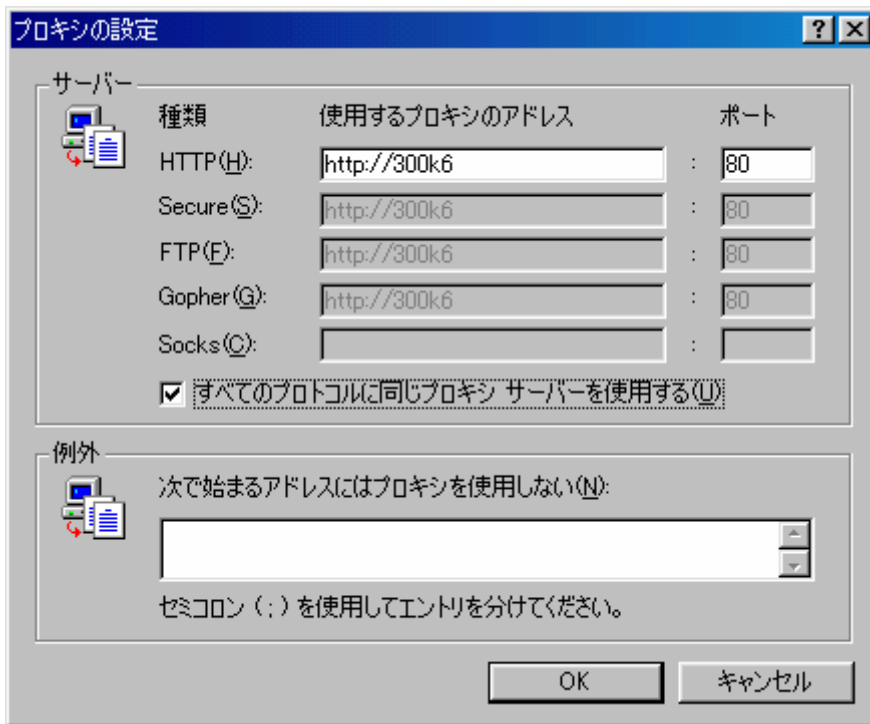 プロキシの設定
サーバー
種類 使用するプロキシのアドレス ポート
HTTP(H): http://300k6 : 80
Secure(S): http://300k6 : 80
FTP(F): http://300k6 : 80
Gopher(G): http://300k6 : 80
Socks(C): :
すべてのプロトコルに同じプロキシ サーバーを使用する(U)
例外
次で始まるアドレスにはプロキシを使用しない(N):
セミコロン (;) を使用してエントリを分けてください。
OK キャンセル